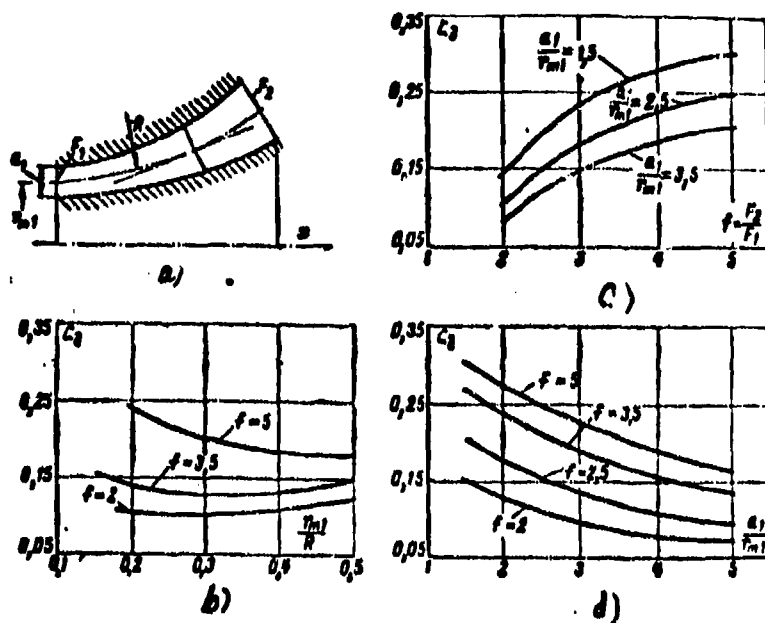 a₁
r_m1
F₁
R
F₂
x
a)
0,35
0,25
0,15
0,05
ζ_д
a₁/r_m1 = 1,5
a₁/r_m1 = 2,5
a₁/r_m1 = 3,5
f = F₂/F₁
1 2 3 4 5
c)
0,35
0,25
0,15
0,05
ζ_д
f = 5
f = 3,5
f = 2
r_m1/R
0,1 0,2 0,3 0,4 0,5
b)
0,35
0,25
0,15
0,05
ζ_д
f = 5
f = 3,5
f = 2,5
f = 2
a₁/r_m1
1 2 3 4 5
d)